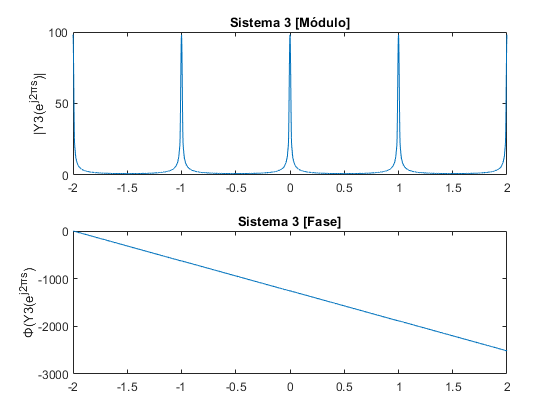 Sistema 3 [Módulo]
100
50
0
|Y3(e^{j2πs})|
-2 -1.5 -1 -0.5 0 0.5 1 1.5 2
Sistema 3 [Fase]
0
-1000
-2000
-3000
Φ(Y3(e^{j2πs})
-2 -1.5 -1 -0.5 0 0.5 1 1.5 2